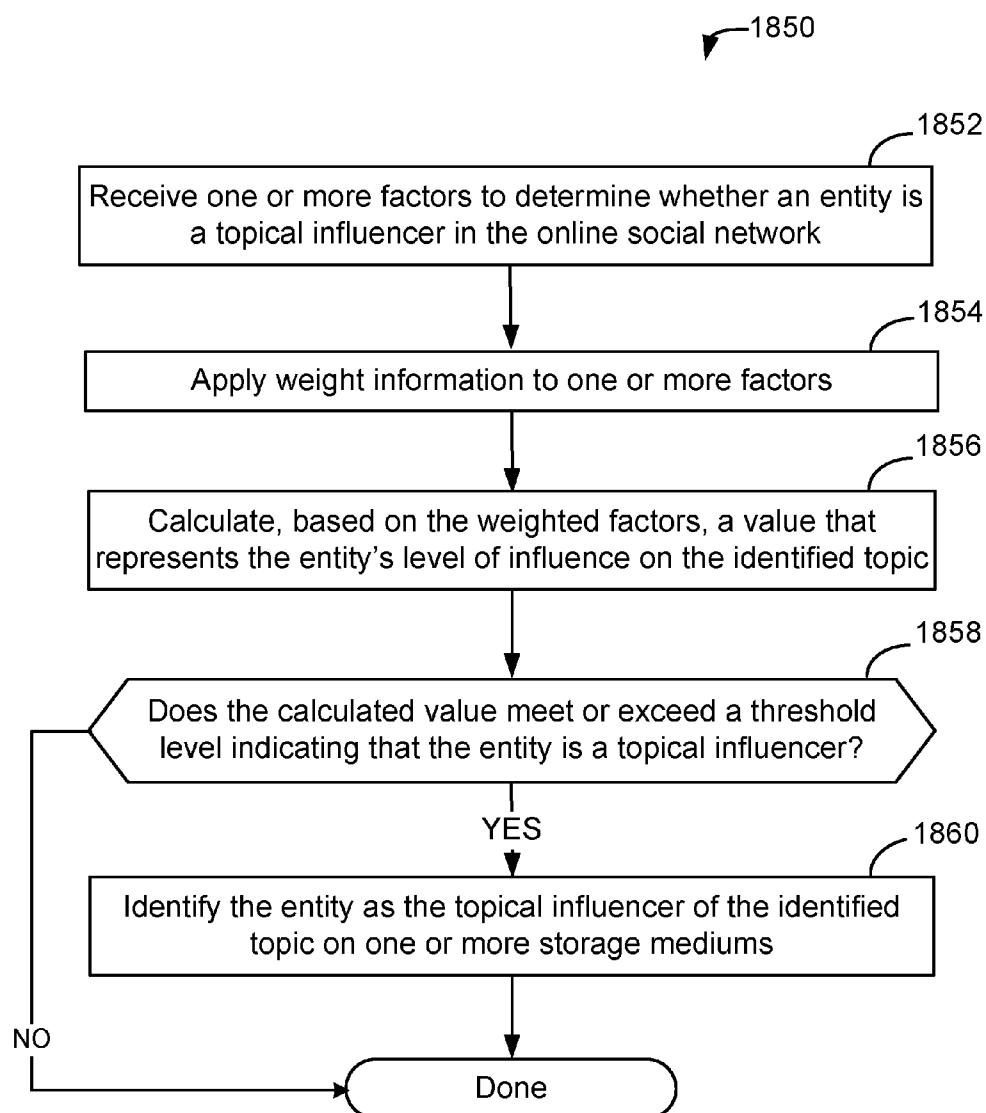 1850
1852
Receive one or more factors to determine whether an entity is
a topical influencer in the online social network
1854
Apply weight information to one or more factors
1856
Calculate, based on the weighted factors, a value that
represents the entity's level of influence on the identified topic
1858
Does the calculated value meet or exceed a threshold
level indicating that the entity is a topical influencer?
YES
1860
Identify the entity as the topical influencer of the identified
topic on one or more storage mediums
NO
Done